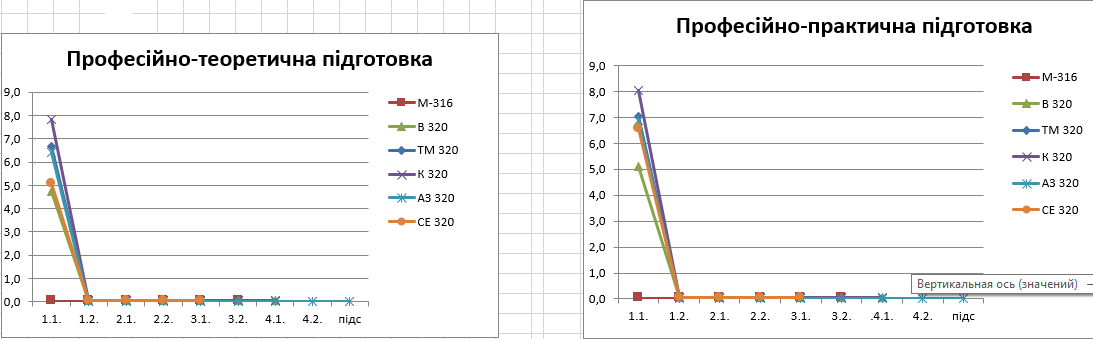 Професійно-теоретична підготовка
9,0
8,0
7,0
6,0
5,0
4,0
3,0
2,0
1,0
0,0
1.1. 1.2. 2.1. 2.2. 3.1. 3.2. 4.1. 4.2. підс
М-316
В 320
ТМ 320
К 320
АЗ 320
СЕ 320
Професійно-практична підготовка
9,0
8,0
7,0
6,0
5,0
4,0
3,0
2,0
1,0
0,0
1.1. 1.2. 2.1. 2.2. 3.1. 3.2. .4.1. 4.2. підс
М-316
В 320
ТМ 320
К 320
АЗ 320
СЕ 320
Вертикальная ось (значений) –